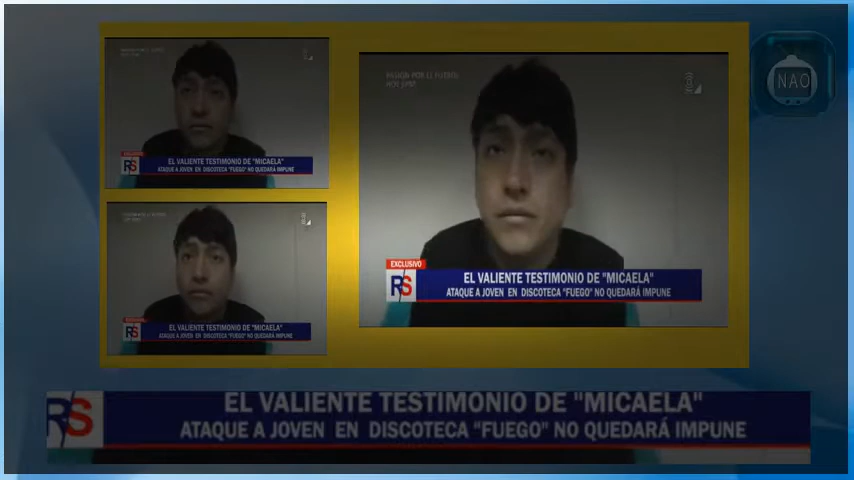 NAO
EXCLUSIVO
RS
EL VALIENTE TESTIMONIO DE "MICAELA"
ATAQUE A JOVEN EN DISCOTECA "FUEGO" NO QUEDARÁ IMPUNE
RS
EL VALIENTE TESTIMONIO DE "MICAELA"
ATAQUE A JOVEN EN DISCOTECA "FUEGO" NO QUEDARÁ IMPUNE
EXCLUSIVO
RS
EL VALIENTE TESTIMONIO DE "MICAELA"
ATAQUE A JOVEN EN DISCOTECA "FUEGO" NO QUEDARÁ IMPUNE
RS
EL VALIENTE TESTIMONIO DE "MICAELA"
ATAQUE A JOVEN EN DISCOTECA "FUEGO" NO QUEDARÁ IMPUNE